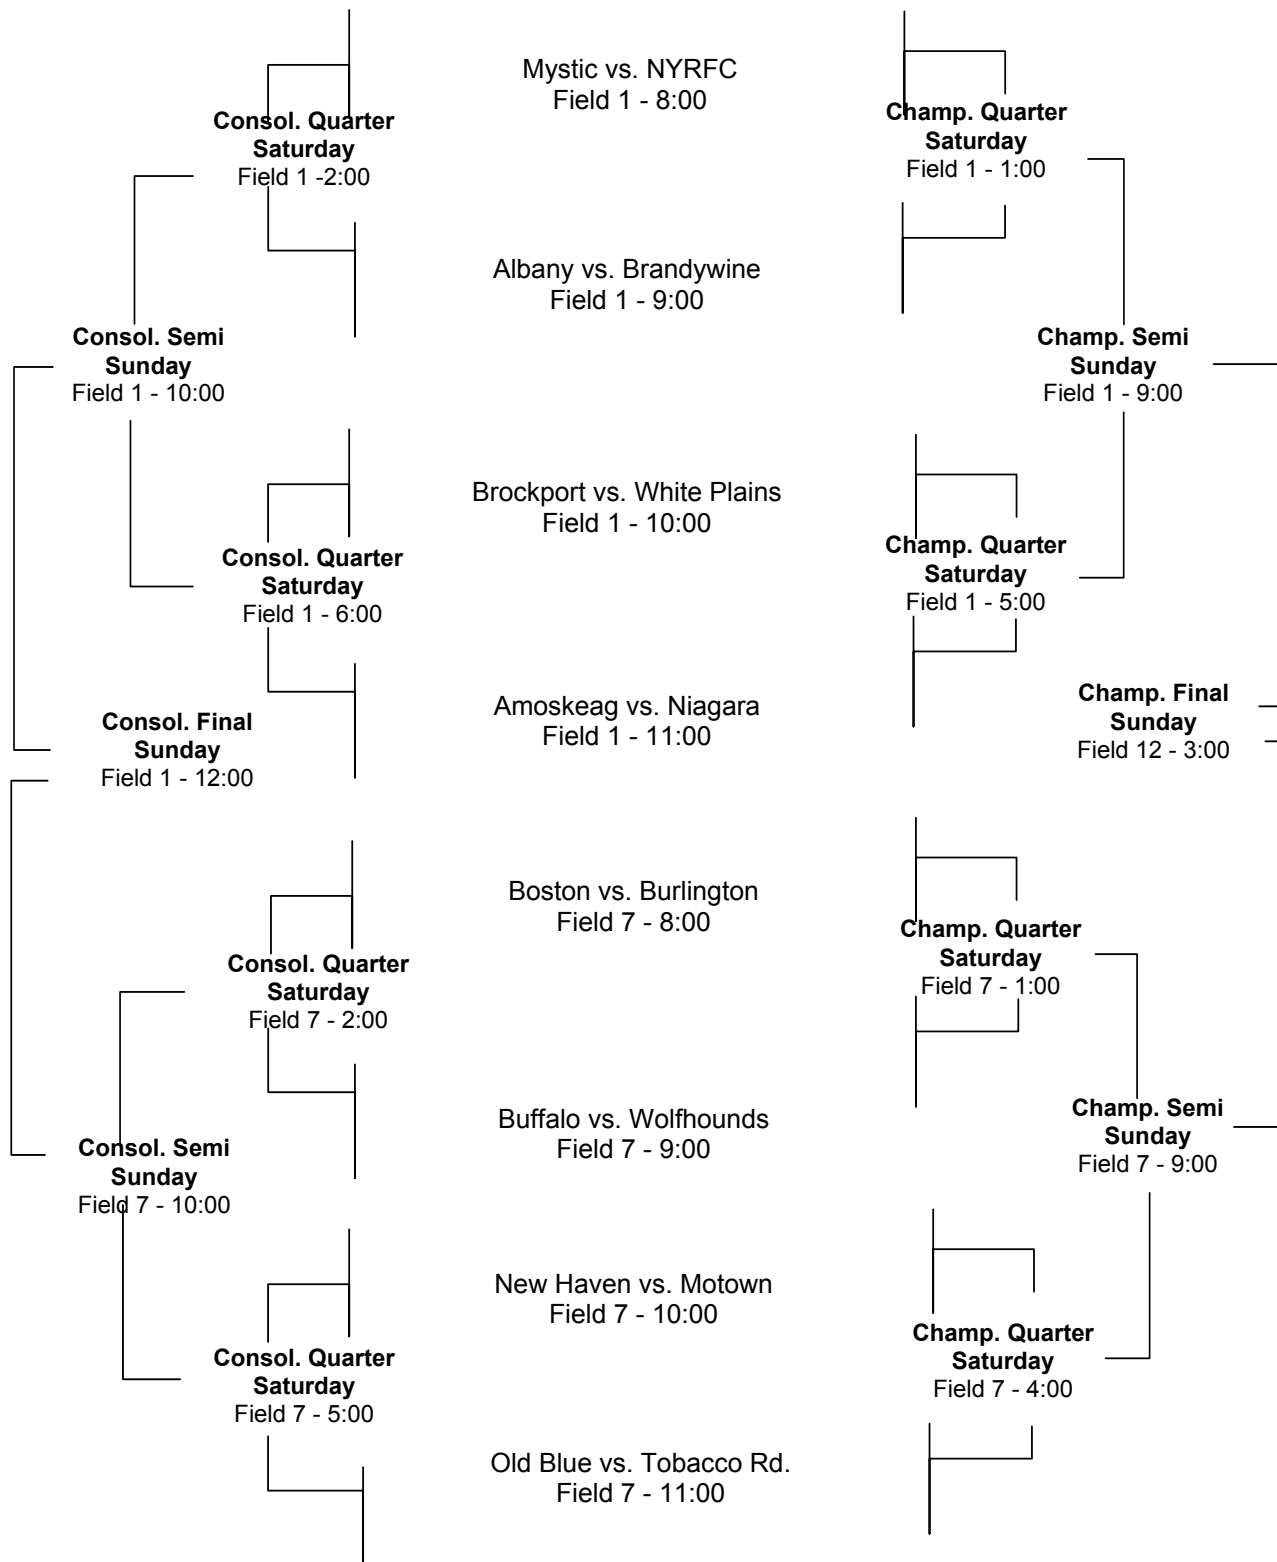 Mystic vs. NYRFC
Field 1 - 8:00
Consol. Quarter
Saturday
Field 1 -2:00
Champ. Quarter
Saturday
Field 1 - 1:00
Albany vs. Brandywine
Field 1 - 9:00
Consol. Semi
Sunday
Field 1 - 10:00
Champ. Semi
Sunday
Field 1 - 9:00
Brockport vs. White Plains
Field 1 - 10:00
Consol. Quarter
Saturday
Field 1 - 6:00
Champ. Quarter
Saturday
Field 1 - 5:00
Amoskeag vs. Niagara
Field 1 - 11:00
Consol. Final
Sunday
Field 1 - 12:00
Champ. Final
Sunday
Field 12 - 3:00
Boston vs. Burlington
Field 7 - 8:00
Consol. Quarter
Saturday
Field 7 - 2:00
Champ. Quarter
Saturday
Field 7 - 1:00
Buffalo vs. Wolfhounds
Field 7 - 9:00
Consol. Semi
Sunday
Field 7 - 10:00
Champ. Semi
Sunday
Field 7 - 9:00
New Haven vs. Motown
Field 7 - 10:00
Consol. Quarter
Saturday
Field 7 - 5:00
Champ. Quarter
Saturday
Field 7 - 4:00
Old Blue vs. Tobacco Rd.
Field 7 - 11:00